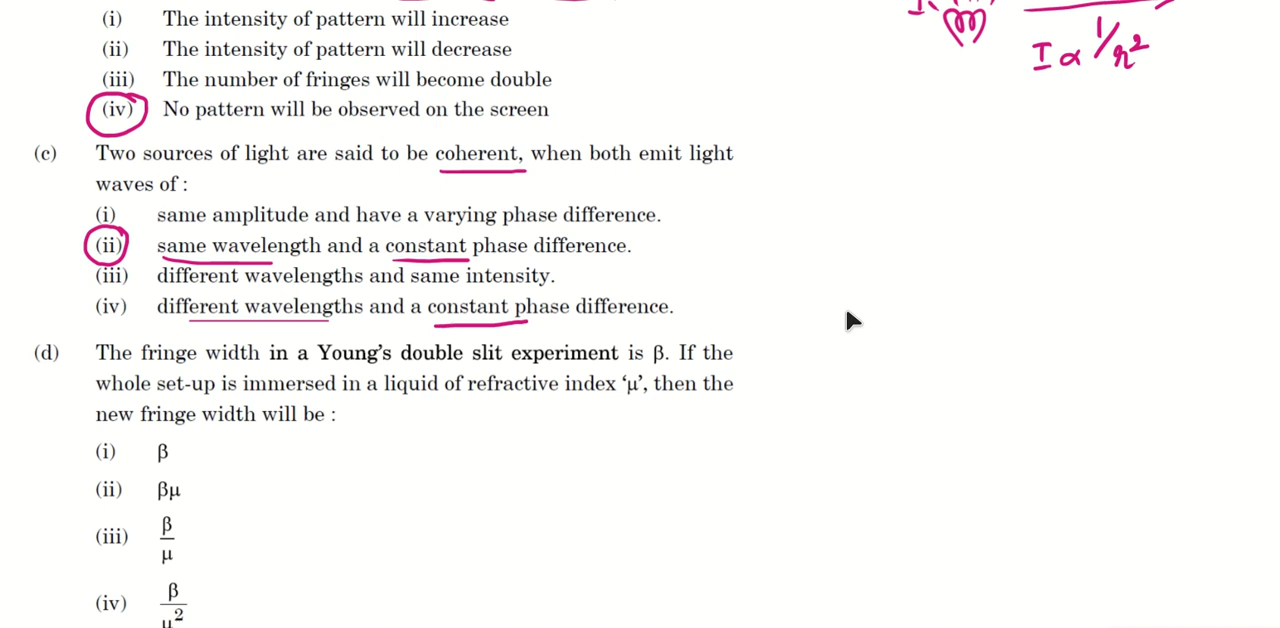 (i) The intensity of pattern will increase
(ii) The intensity of pattern will decrease
(iii) The number of fringes will become double
(iv) No pattern will be observed on the screen
I ∝ 1/r²
(c) Two sources of light are said to be coherent, when both emit light
waves of :
(i) same amplitude and have a varying phase difference.
(ii) same wavelength and a constant phase difference.
(iii) different wavelengths and same intensity.
(iv) different wavelengths and a constant phase difference.
(d) The fringe width in a Young's double slit experiment is β. If the
whole set-up is immersed in a liquid of refractive index ‘μ’, then the
new fringe width will be :
(i) β
(ii) βμ
(iii) β/μ
(iv) β/μ²